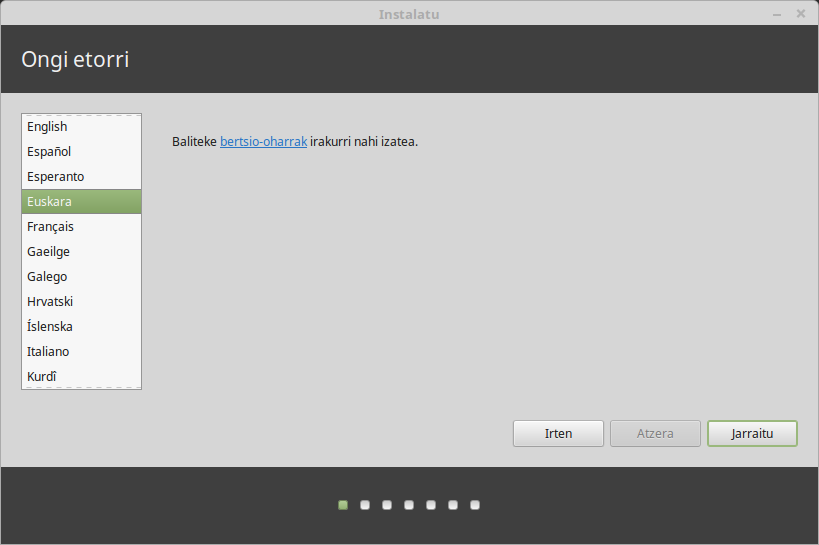 Instalatu
Ongi etorri
English
Español
Esperanto
Euskara
Français
Gaeilge
Galego
Hrvatski
Íslenska
Italiano
Kurdî
Baliteke bertsio-oharrak irakurri nahi izatea.
Irten
Atzera
Jarraitu